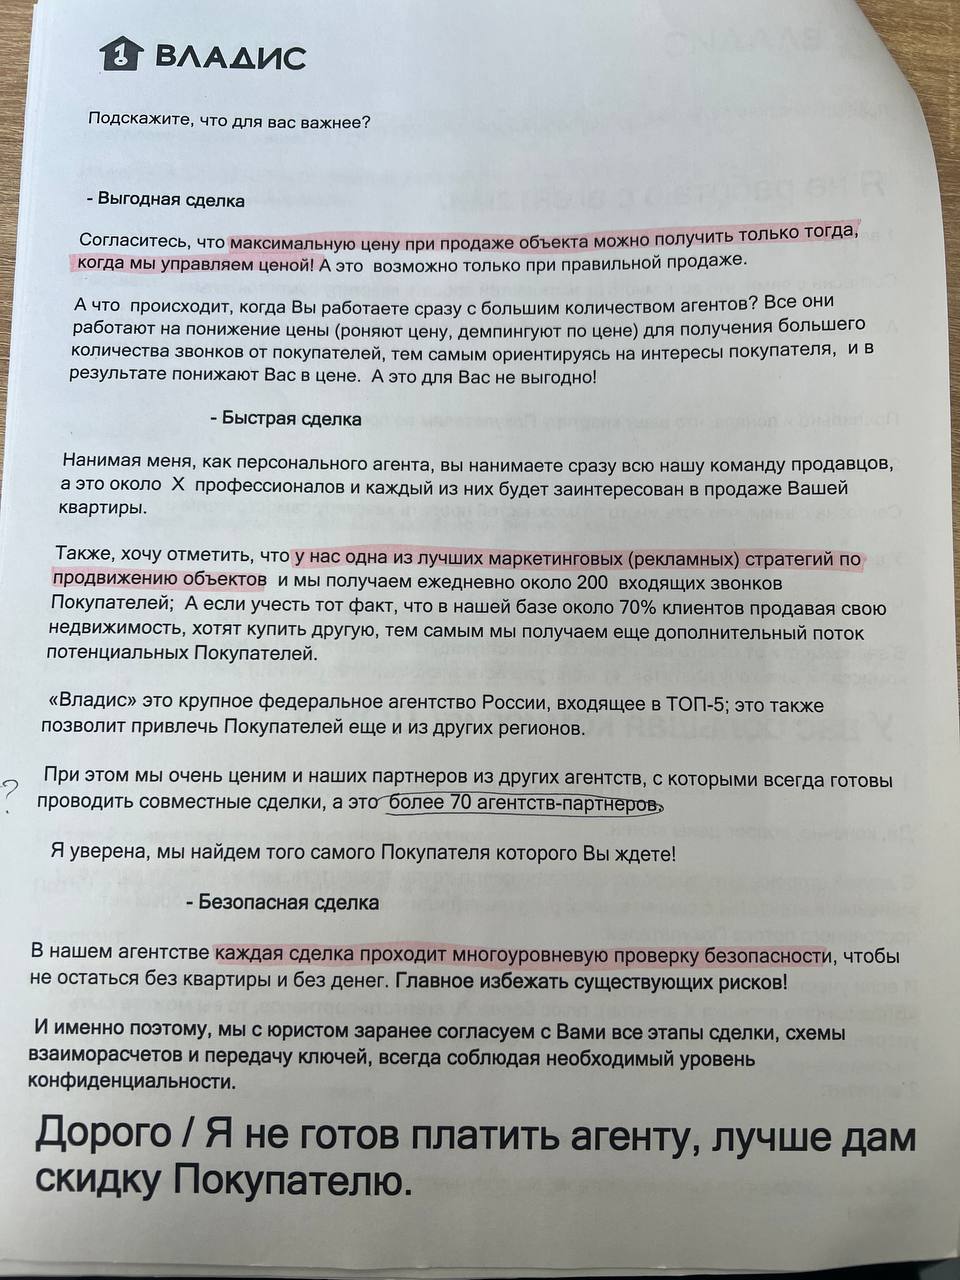 ВЛАДИС
Подскажите, что для вас важнее?
- Выгодная сделка
Согласитесь, что максимальную цену при продаже объекта можно получить только тогда,
когда мы управляем ценой! А это возможно только при правильной продаже.
А что происходит, когда Вы работаете сразу с большим количеством агентов? Все они
работают на понижение цены (роняют цену, демпингуют по цене) для получения большего
количества звонков от покупателей, тем самым ориентируясь на интересы покупателя, и в
результате понижают Вас в цене. А это для Вас не выгодно!
- Быстрая сделка
Нанимая меня, как персонального агента, вы нанимаете сразу всю нашу команду продавцов,
а это около X профессионалов и каждый из них будет заинтересован в продаже Вашей
квартиры.
Также, хочу отметить, что у нас одна из лучших маркетинговых (рекламных) стратегий по
продвижению объектов и мы получаем ежедневно около 200 входящих звонков
Покупателей; А если учесть тот факт, что в нашей базе около 70% клиентов продавая свою
недвижимость, хотят купить другую, тем самым мы получаем еще дополнительный поток
потенциальных Покупателей.
«Владис» это крупное федеральное агентство России, входящее в ТОП-5; это также
позволит привлечь Покупателей еще и из других регионов.
? При этом мы очень ценим и наших партнеров из других агентств, с которыми всегда готовы
проводить совместные сделки, а это более 70 агентств-партнеров.
Я уверена, мы найдем того самого Покупателя которого Вы ждете!
- Безопасная сделка
В нашем агентстве каждая сделка проходит многоуровневую проверку безопасности, чтобы
не остаться без квартиры и без денег. Главное избежать существующих рисков!
И именно поэтому, мы с юристом заранее согласуем с Вами все этапы сделки, схемы
взаиморасчетов и передачу ключей, всегда соблюдая необходимый уровень
конфиденциальности.
Дорого / Я не готов платить агенту, лучше дам
скидку Покупателю.